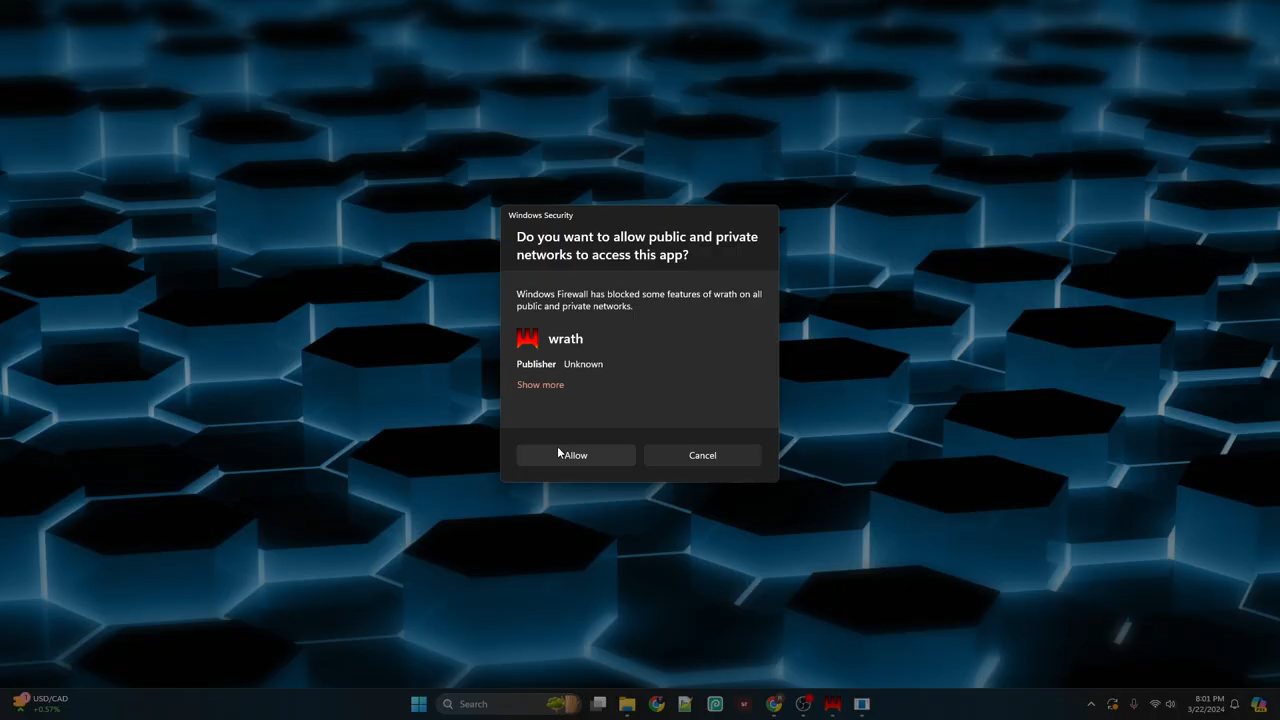 Windows Security
Do you want to allow public and private
networks to access this app?
Windows Firewall has blocked some features of wrath on all
public and private networks.
wrath
Publisher Unknown
Show more
Allow
Cancel
1
USD/CAD
+0.57%
Search
8:01 PM
3/22/2024